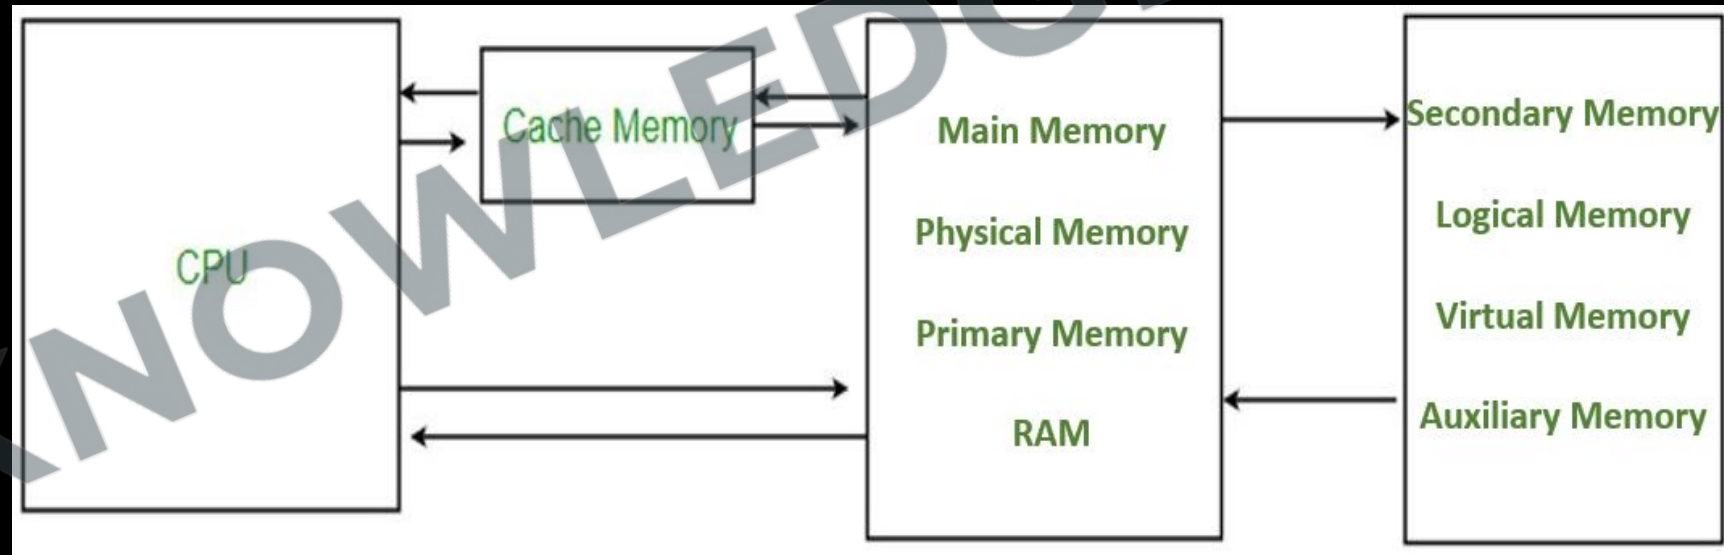 CPU
Cache Memory
Main Memory
Physical Memory
Primary Memory
RAM
Secondary Memory
Logical Memory
Virtual Memory
Auxiliary Memory